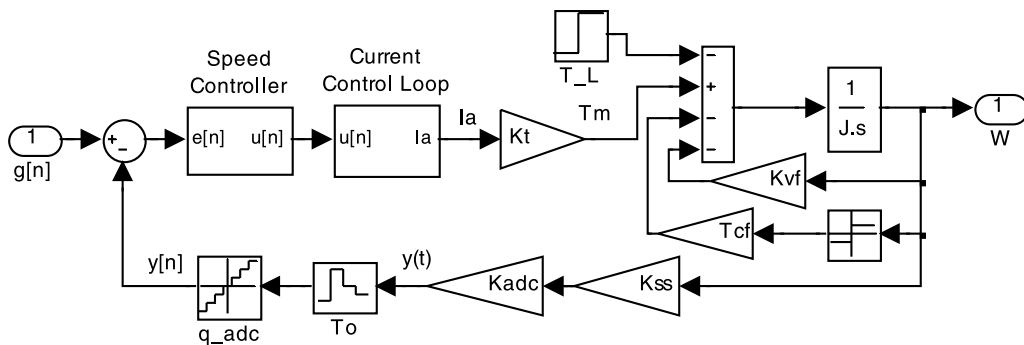 Speed
Controller
Current
Control Loop
T_L
1
g[n]
+
−
e[n] u[n]
u[n] Ia
Ia
Kt
Tm
−
+
−
−
1
J.s
1
W
Kvf
Tcf
y[n]
q_adc
To
y(t)
Kadc
Kss